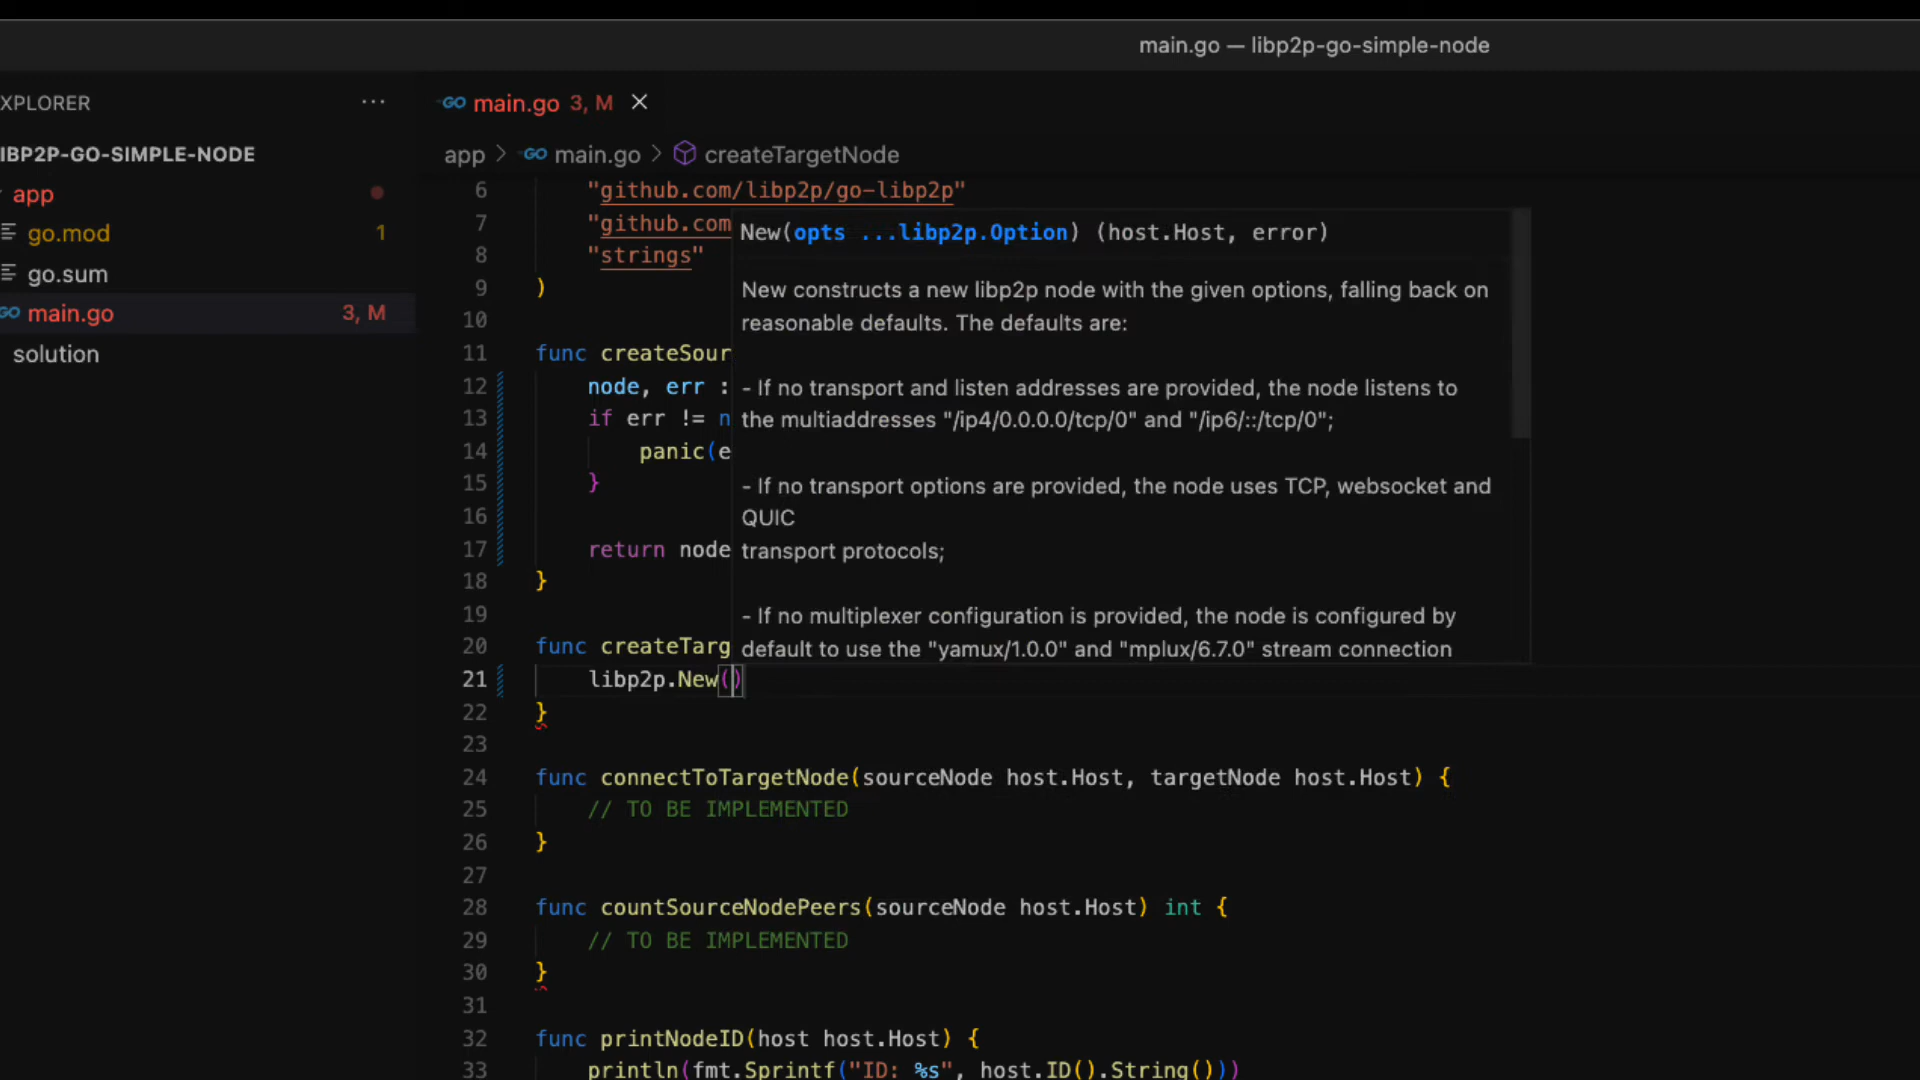 main.go — libp2p-go-simple-node
XPLORER ···
main.go 3, M
IBP2P-GO-SIMPLE-NODE
app > main.go > createTargetNode
app
go.mod 1
go.sum
main.go 3, M
solution
6 "github.com/libp2p/go-libp2p"
7 "github.com
8 "strings"
9 )
10
11 func createSour
12 node, err :
13 if err != n
14 panic(e
15 }
16
17 return node
18 }
19
20 func createTarg
21 libp2p.New()
22 }
23
24 func connectToTargetNode(sourceNode host.Host, targetNode host.Host) {
25 // TO BE IMPLEMENTED
26 }
27
28 func countSourceNodePeers(sourceNode host.Host) int {
29 // TO BE IMPLEMENTED
30 }
31
32 func printNodeID(host host.Host) {
33 println(fmt.Sprintf("ID: %s", host.ID().String()))
New(opts ...libp2p.Option) (host.Host, error)
New constructs a new libp2p node with the given options, falling back on
reasonable defaults. The defaults are:
- If no transport and listen addresses are provided, the node listens to
the multiaddresses "/ip4/0.0.0.0/tcp/0" and "/ip6/::/tcp/0";
- If no transport options are provided, the node uses TCP, websocket and
QUIC
transport protocols;
- If no multiplexer configuration is provided, the node is configured by
default to use the "yamux/1.0.0" and "mplux/6.7.0" stream connection